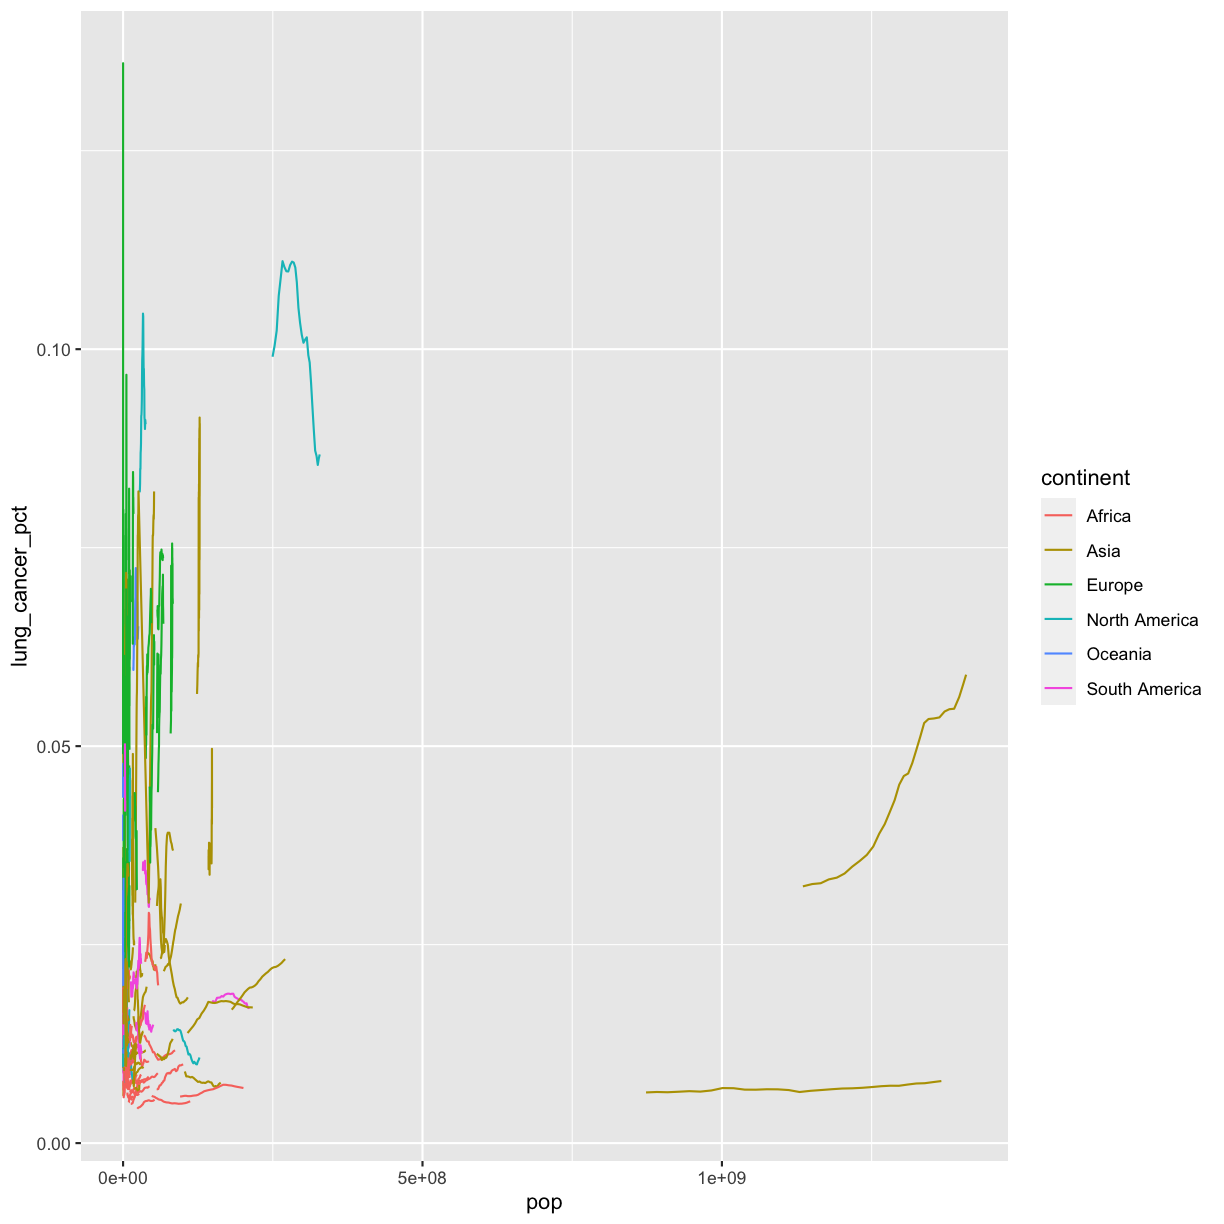 lung_cancer_pct
0.10
0.05
0.00
0e+00
5e+08
1e+09
pop
continent
Africa
Asia
Europe
North America
Oceania
South America